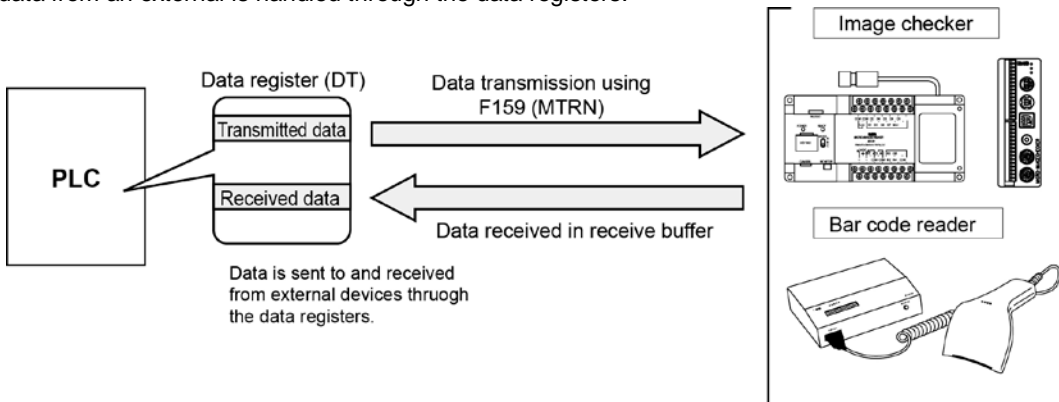 data from an external is handled through the data registers.
Image checker
Data register (DT)
Data transmission using
F159 (MTRN)
Transmitted data
PLC
Received data
Data received in receive buffer
Bar code reader
Data is sent to and received
from external devices thruogh
the data registers.